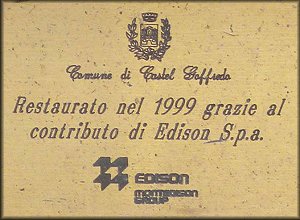 Comune di Castel Goffredo
Restaurato nel 1999 grazie al
contributo di Edison S.p.a.
EDISON
MONTEDISON
GROUP